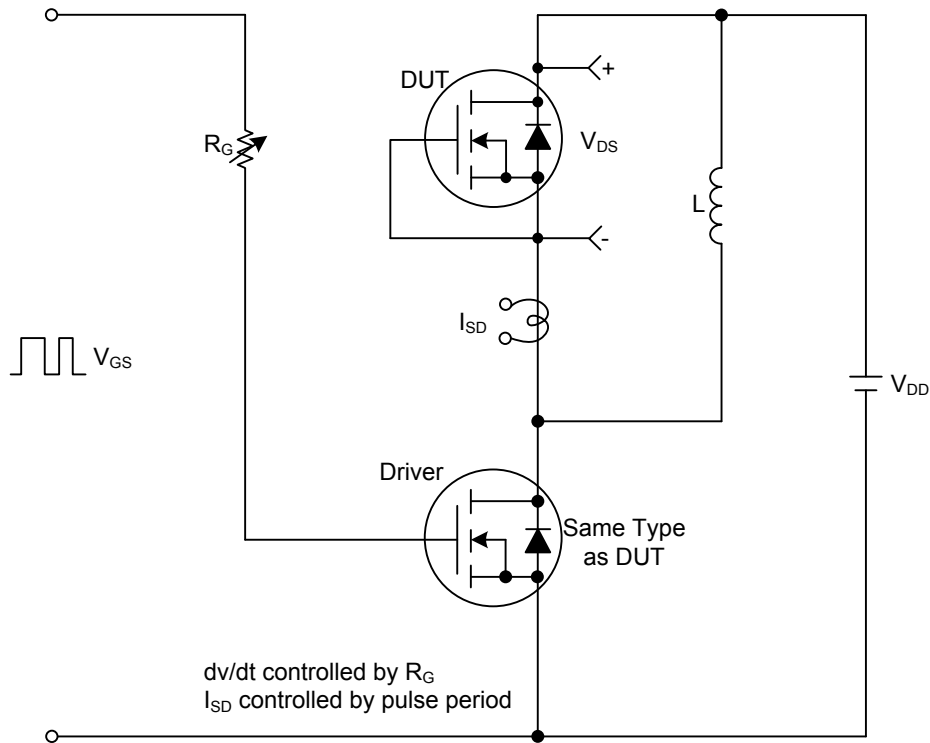 DUT
+
R_G
V_DS
L
-
I_SD
V_GS
V_DD
Driver
Same Type
as DUT
dv/dt controlled by R_G
I_SD controlled by pulse period